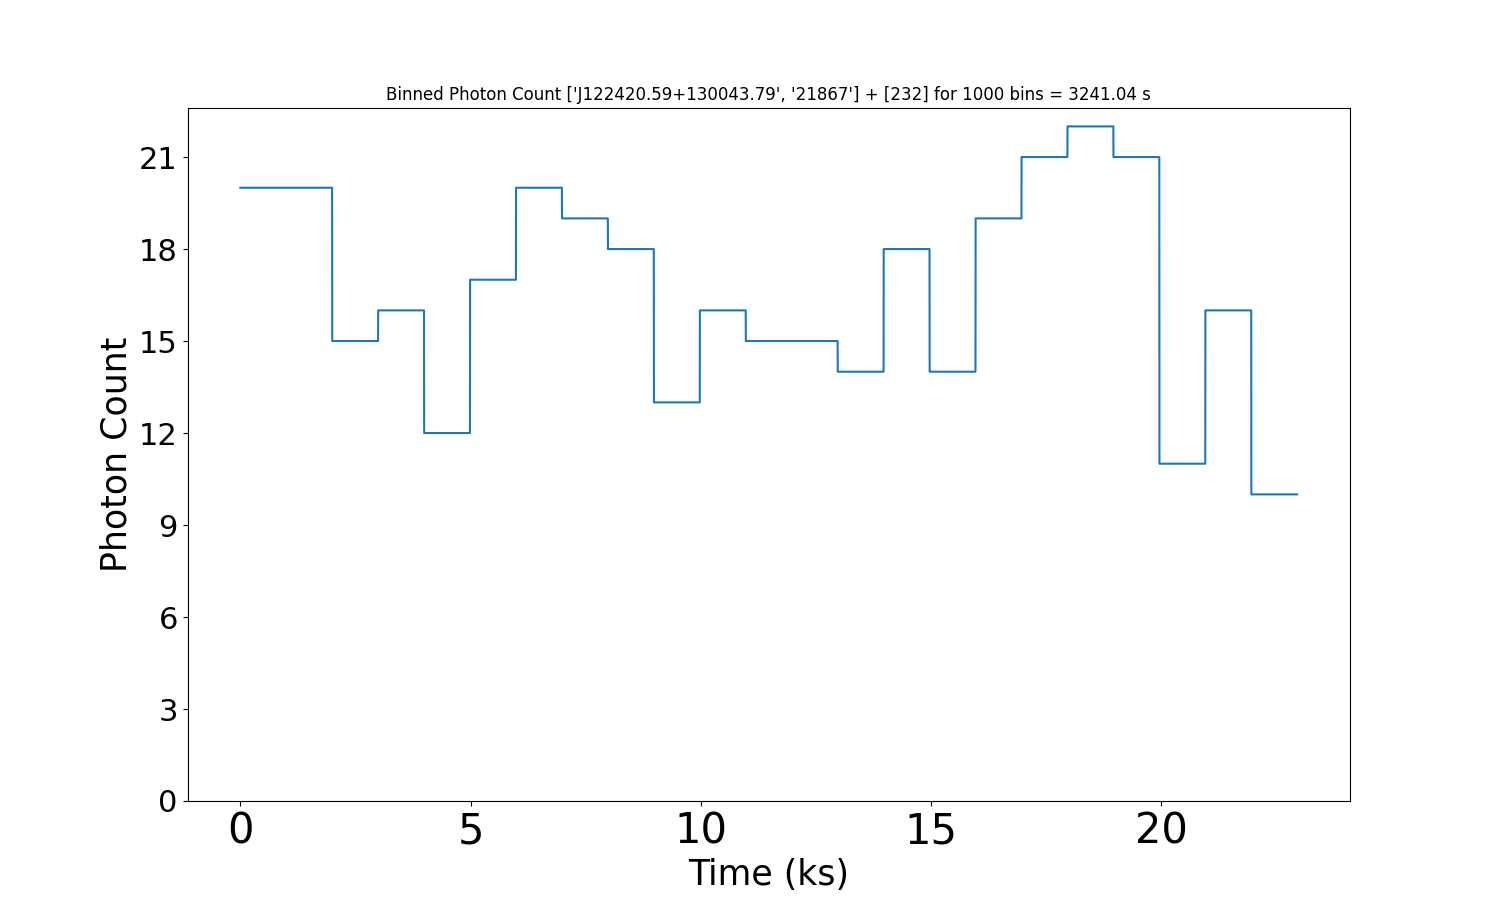 Binned Photon Count ['J122420.59+130043.79', '21867'] + [232] for 1000 bins = 3241.04 s
21
18
15
12
9
6
3
0
Photon Count
0 5 10 15 20
Time (ks)